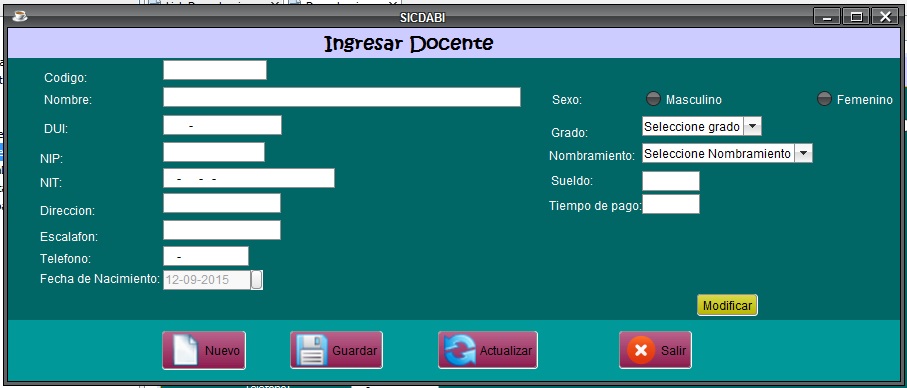 SICDABI
Ingresar Docente
Codigo:
Nombre:
DUI: -
NIP:
NIT: - - -
Direccion:
Escalafon:
Telefono: -
Fecha de Nacimiento: 12-09-2015
Sexo: Masculino Femenino
Grado: Seleccione grado
Nombramiento: Seleccione Nombramiento
Sueldo:
Tiempo de pago:
Modificar
Nuevo Guardar Actualizar Salir